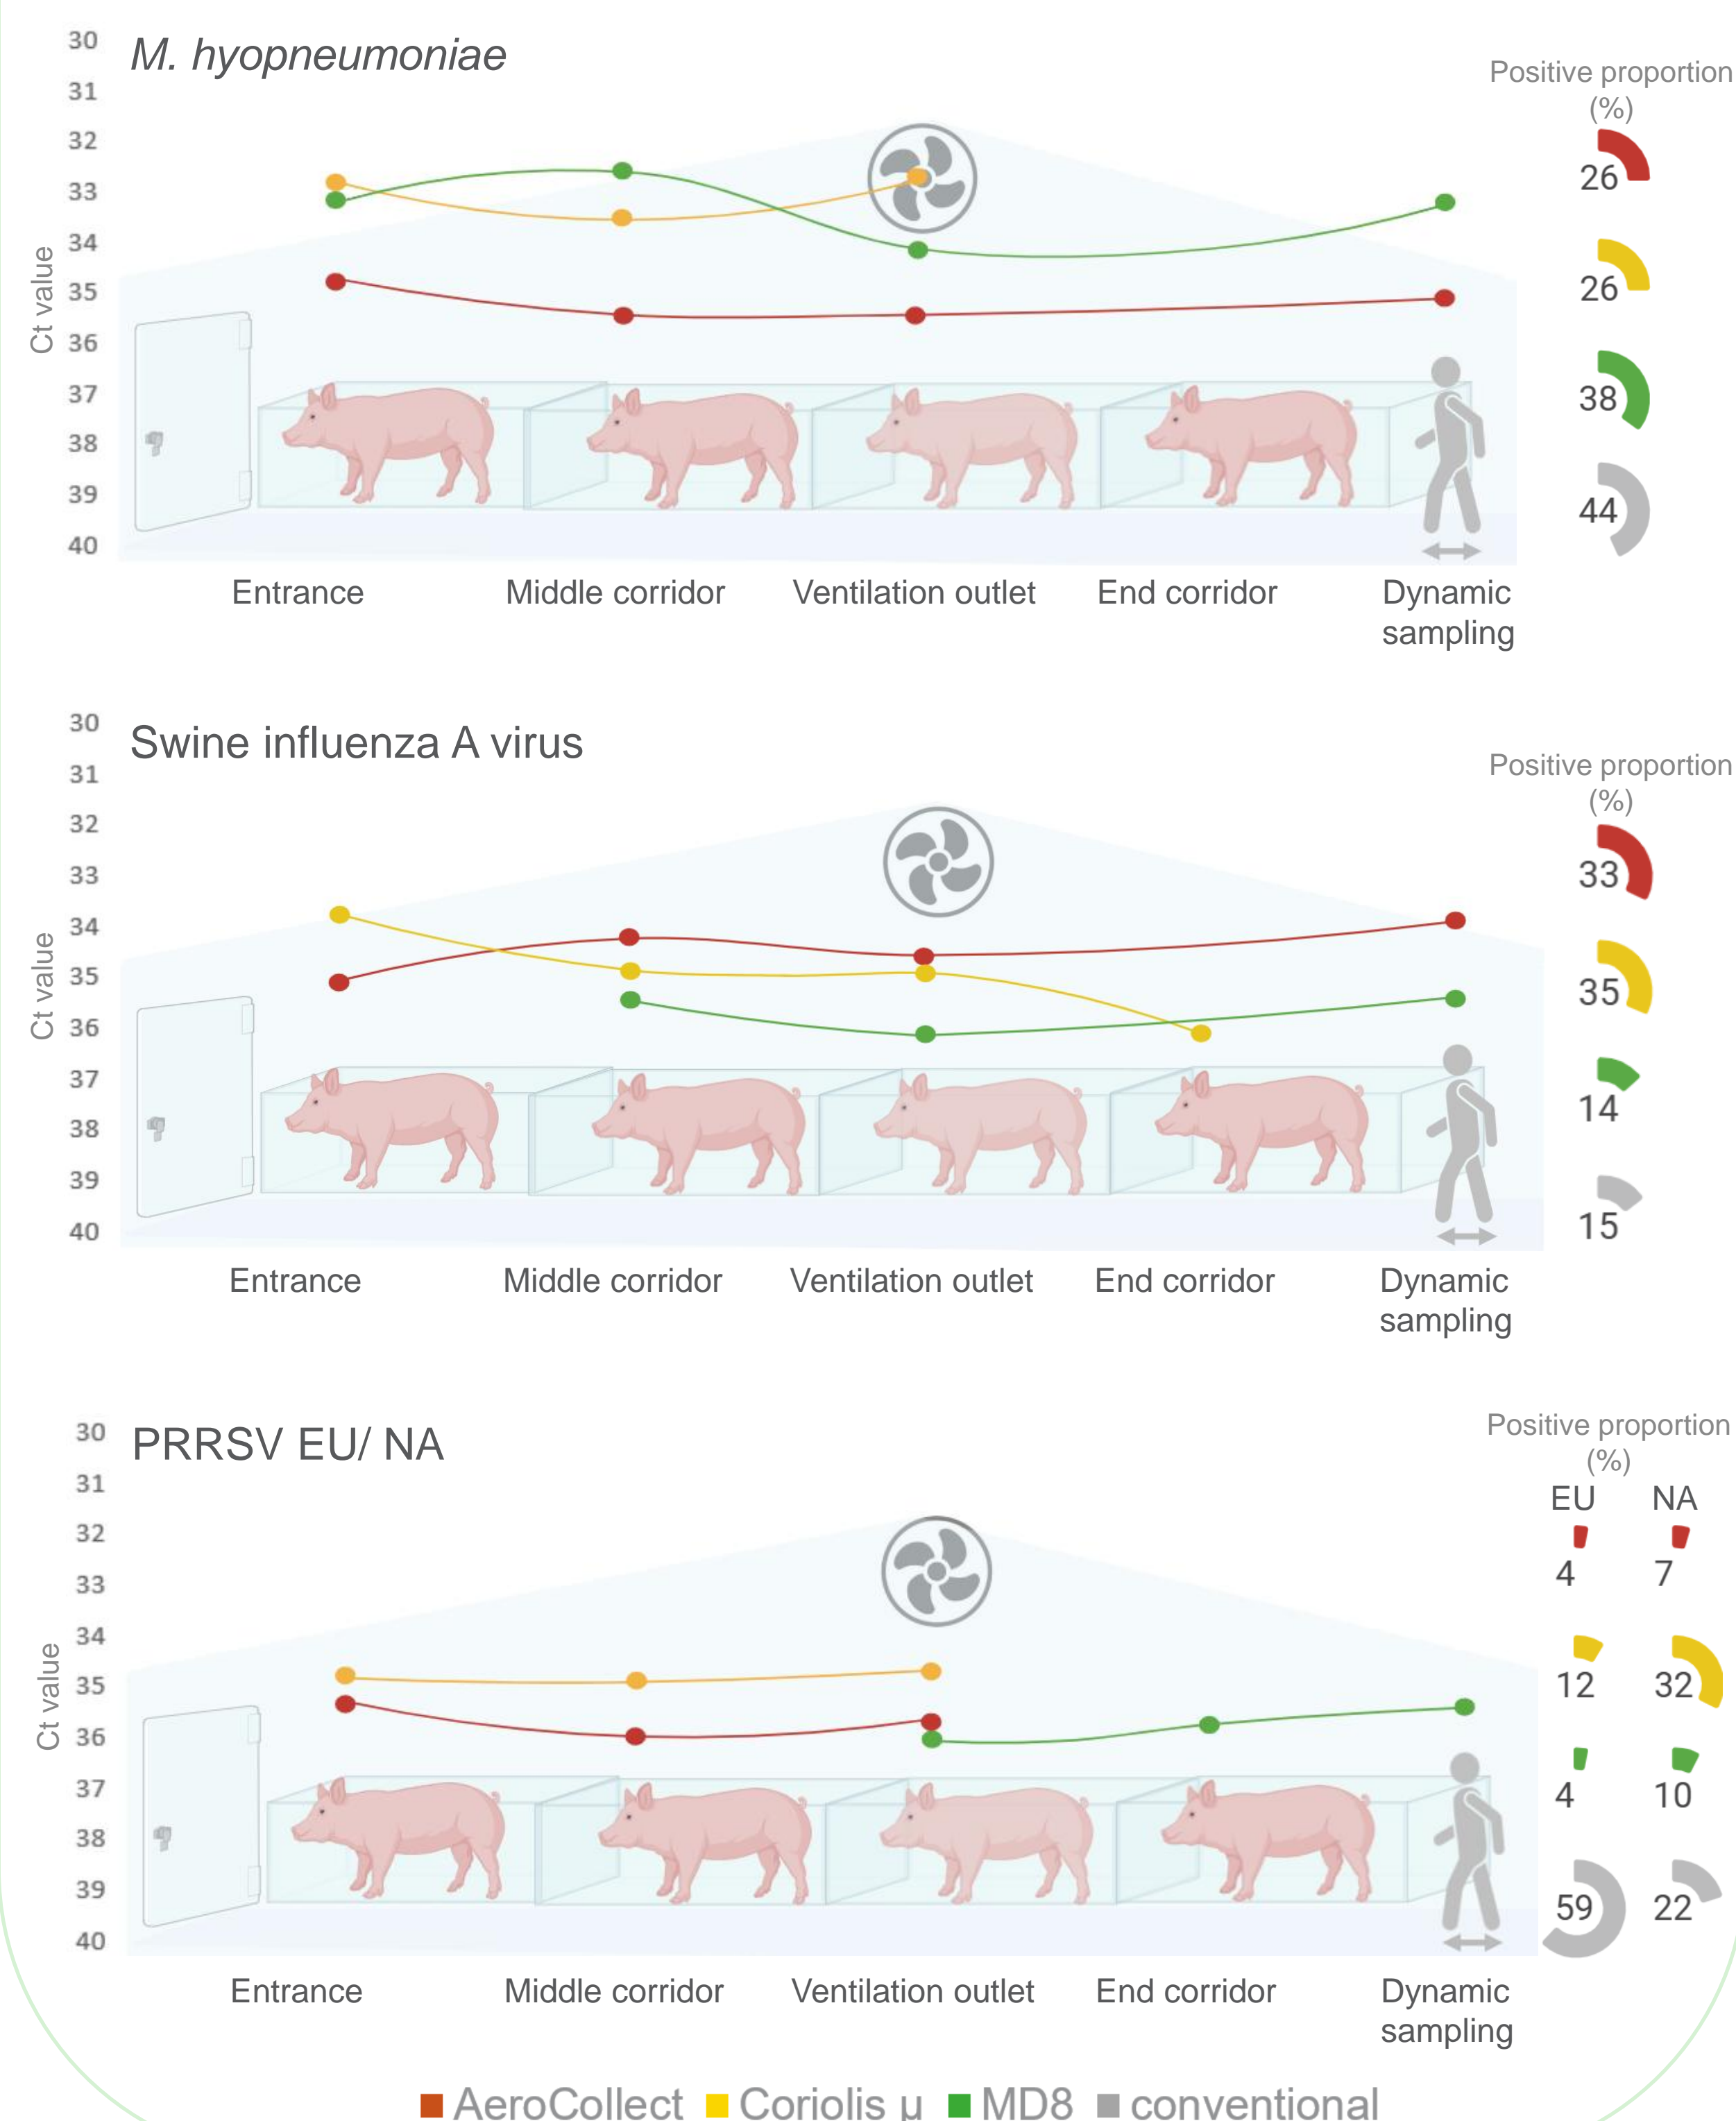 M. hyopneumoniae
Positive proportion
(%)
30
31
32
33
34
35
36
37
38
39
40
Ct value
26
26
38
44
Entrance
Middle corridor
Ventilation outlet
End corridor
Dynamic
sampling
Swine influenza A virus
Positive proportion
(%)
30
31
32
33
34
35
36
37
38
39
40
Ct value
33
35
14
15
Entrance
Middle corridor
Ventilation outlet
End corridor
Dynamic
sampling
PRRSV EU/ NA
Positive proportion
(%)
EU NA
30
31
32
33
34
35
36
37
38
39
40
Ct value
4 7
12 32
4 10
59 22
Entrance
Middle corridor
Ventilation outlet
End corridor
Dynamic
sampling
AeroCollect Coriolis µ MD8 conventional